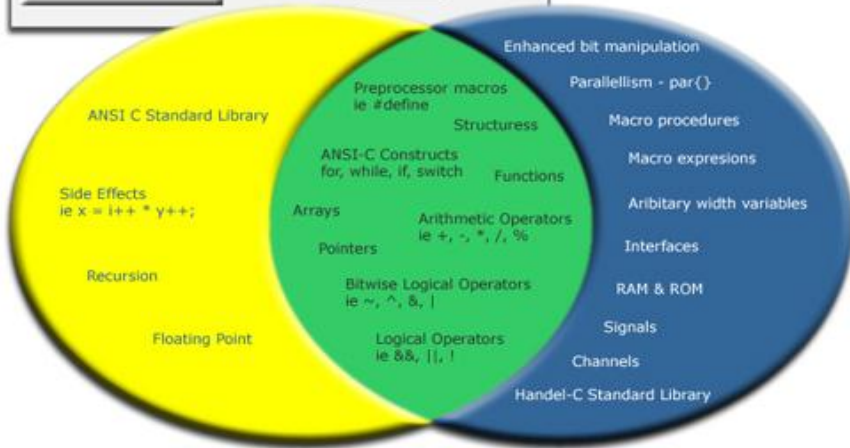 ANSI C Standard Library
Side Effects
ie x = i++ * y++;
Recursion
Floating Point
Preprocessor macros
ie #define
Structuress
ANSI-C Constructs
for, while, if, switch
Functions
Arrays
Arithmetic Operators
ie +, -, *, /, %
Pointers
Bitwise Logical Operators
ie ~, ^, &, |
Logical Operators
ie &&, ||, !
Enhanced bit manipulation
Parallellism - par{}
Macro procedures
Macro expresions
Aribitary width variables
Interfaces
RAM & ROM
Signals
Channels
Handel-C Standard Library